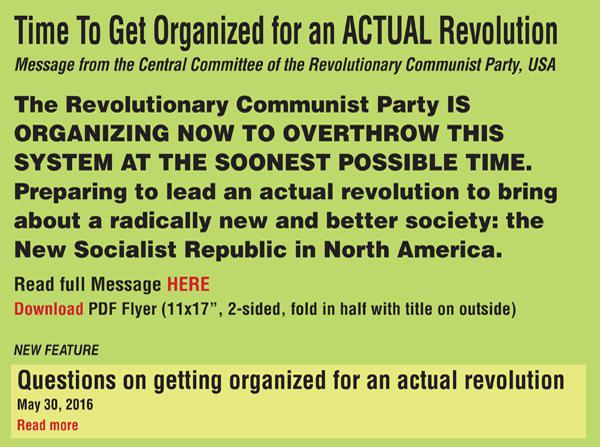 Time To Get Organized for an ACTUAL Revolution
Message from the Central Committee of the Revolutionary Communist Party, USA
The Revolutionary Communist Party IS
ORGANIZING NOW TO OVERTHROW THIS
SYSTEM AT THE SOONEST POSSIBLE TIME.
Preparing to lead an actual revolution to bring
about a radically new and better society: the
New Socialist Republic in North America.
Read full Message HERE
Download PDF Flyer (11x17”, 2-sided, fold in half with title on outside)
NEW FEATURE
Questions on getting organized for an actual revolution
May 30, 2016
Read more